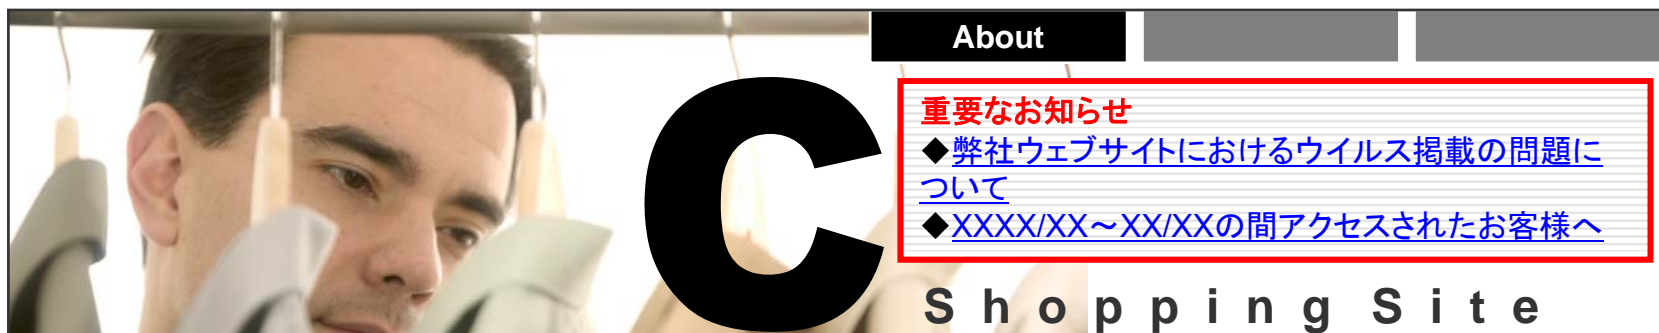 About
重要なお知らせ
◆弊社ウェブサイトにおけるウイルス掲載の問題に
ついて
◆XXXX/XX～XX/XXの間アクセスされたお客様へ
C
Shopping Site